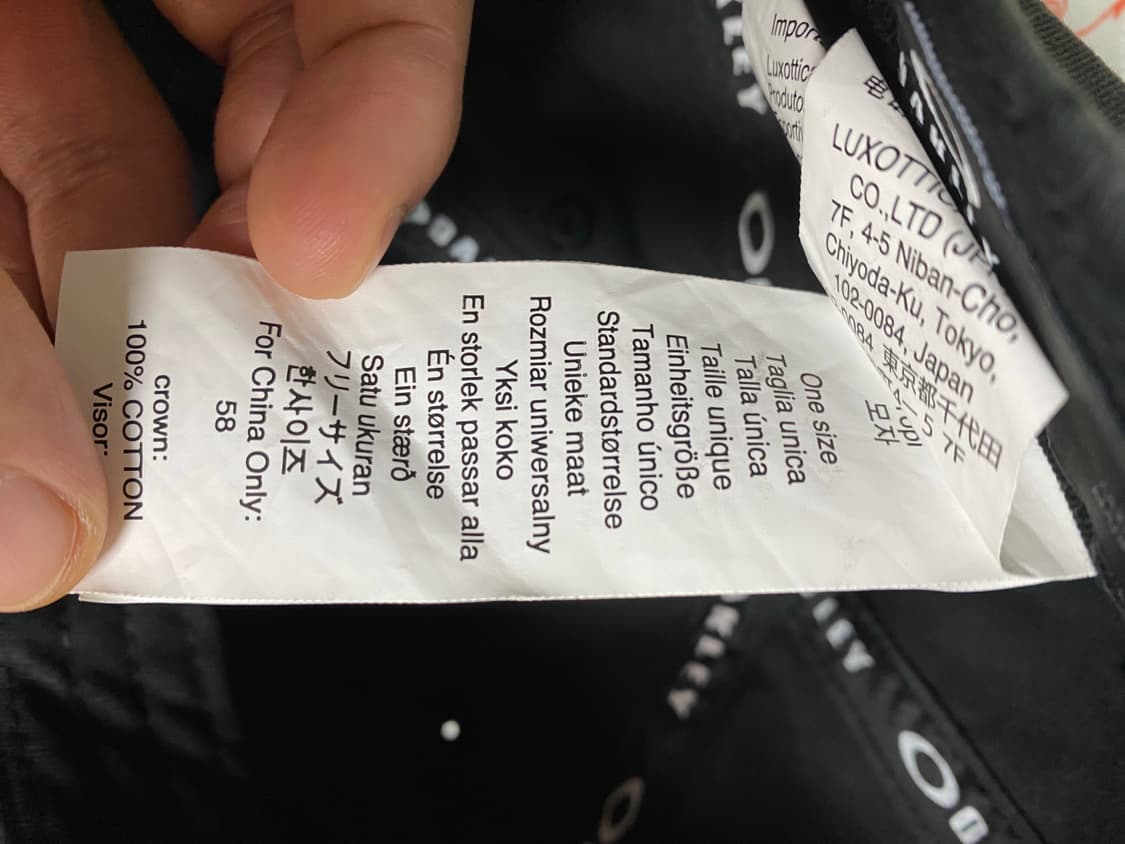 One size
Taglia unica
Talla única
Taille unique
Einheitsgröße
Tamanho único
Standardstørrelse
Unieke maat
Rozmiar uniwersalny
Yksi koko
En storlek passar alla
Én størrelse
Ein stærð
Satu ukuran
フリーサイズ
한사이즈
For China Only:
58
crown:
100% COTTON
Visor:
CO.,LTD
7F, 4-5 Niban-Cho,
Chiyoda-Ku, Tokyo,
102-0084, Japan
東京都千代田
5 7F
모자